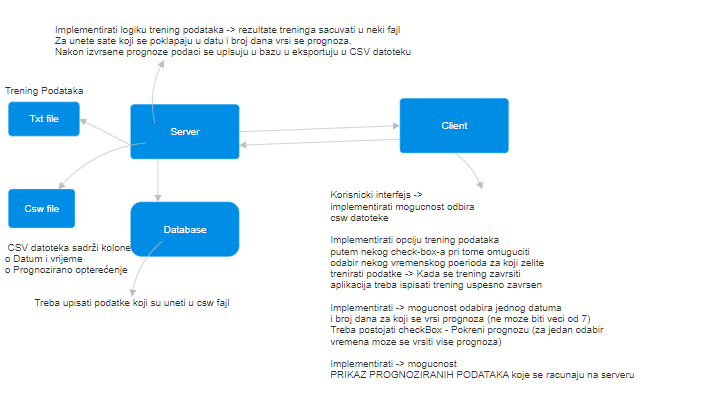 Implementirati logiku trening podataka -> rezultate treninga sacuvati u neki fajl
Za unete sate koji se poklapaju u datu i broj dana vrsi se prognoza.
Nakon izvrsene prognoze podaci se upisuju u bazu u eksportuju u CSV datoteku
Trening Podataka
Txt file
Server
Client
Csw file
Database
CSV datoteka sadrži kolone
o Datum i vrijeme
o Prognozirano opterećenje
Treba upisati podatke koji su uneti u csw fajl
Korisnicki interfejs ->
implementirati mogucnost odbira
csw datoteke
Implementirati opciju trening podataka
putem nekog check-box-a pri tome omuguciti
odabir nekog vremenskog poerioda za koji zelite
trenirati podatke -> Kada se trening zavrsiti
aplikacija treba ispisati trening uspesno zavrsen
Implementirati -> mogucnost odabira jednog datuma
i broj dana za koji se vrsi prognoza (ne moze biti veci od 7)
Treba postojati checkBox - Pokreni prognozu (za jedan odabir
vremena moze se vrsiti vise prognoza)
Implementirati -> mogucnost
PRIKAZ PROGNOZIRANIH PODATAKA koje se racunaju na serveru